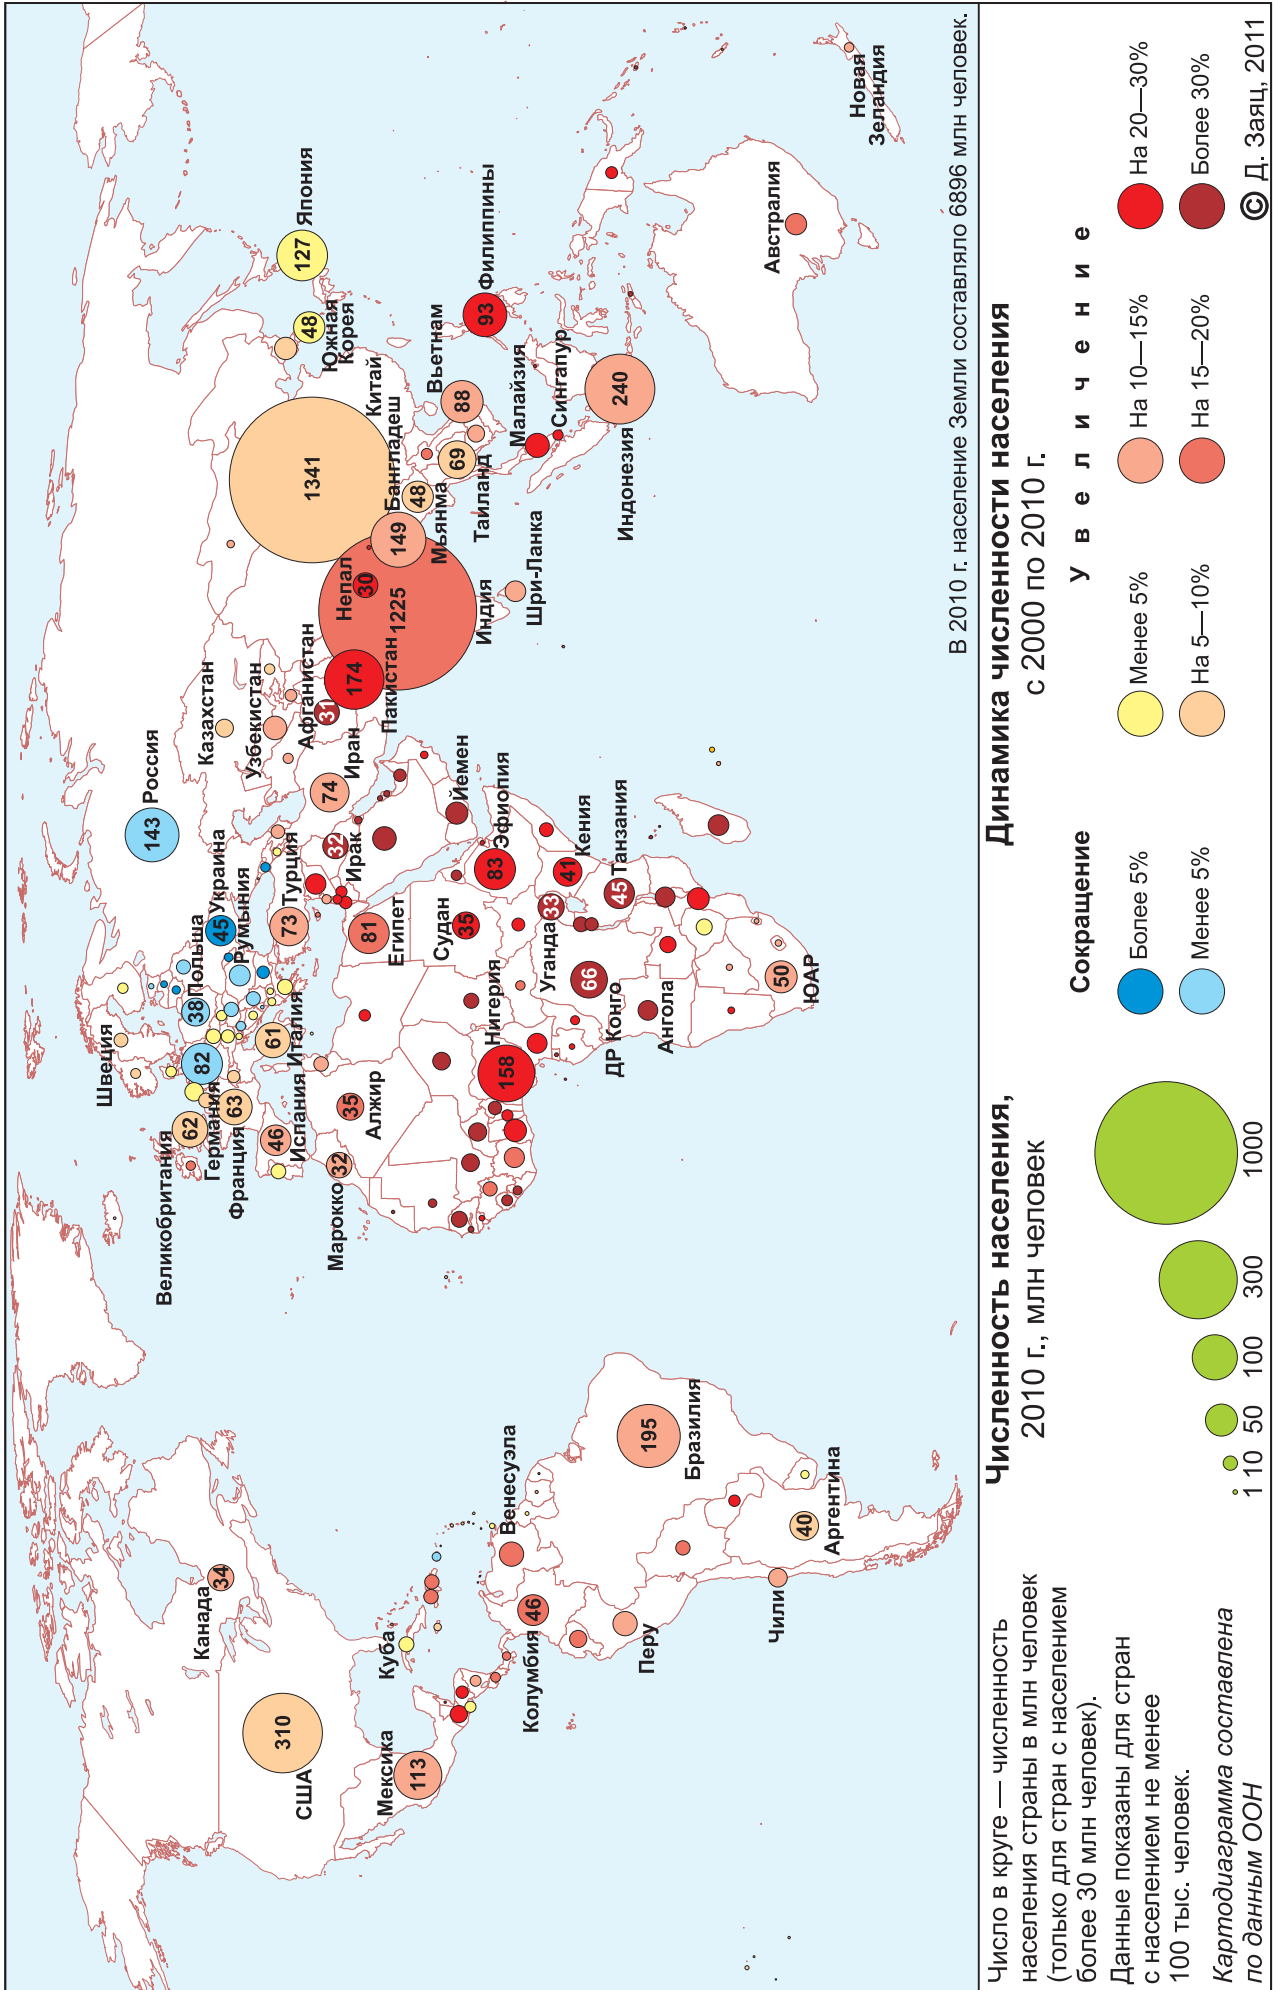 Швеция
Великобритания
62
82
Германия
63
Франция
46
Испания
61
Италия
38
Польша
45
Украина
Румыния
143
Россия
73
Турция
Казахстан
Узбекистан
Афганистан
31
74
Иран
32
Ирак
174
Пакистан
Непал
30
1225
Индия
1341
Китай
149
Бангладеш
48
Мьянма
69
Таиланд
88
Вьетнам
48
Южная
Корея
127
Япония
93
Филиппины
Малайзия
Сингапур
240
Индонезия
Шри-Ланка
Австралия
Новая
Зеландия
Марокко
32
35
Алжир
81
Египет
35
Судан
83
Эфиопия
Йемен
158
Нигерия
33
Уганда
41
Кения
45
Танзания
66
ДР Конго
Ангола
50
ЮАР
Канада
34
310
США
113
Мексика
Куба
Венесуэла
46
Колумбия
195
Бразилия
Перу
Чили
40
Аргентина
В 2010 г. население Земли составляло 6896 млн человек.
Число в круге — численность
населения страны в млн человек
(только для стран с населением
более 30 млн человек).
Данные показаны для стран
с населением не менее
100 тыс. человек.
Картодиаграмма составлена
по данным ООН
Численность населения,
2010 г., млн человек
1 10 50 100 300 1000
Динамика численности населения
с 2000 по 2010 г.
Сокращение
Более 5%
Менее 5%
Увеличение
Менее 5%
На 5—10%
На 10—15%
На 15—20%
На 20—30%
Более 30%
© Д. Заяц, 2011